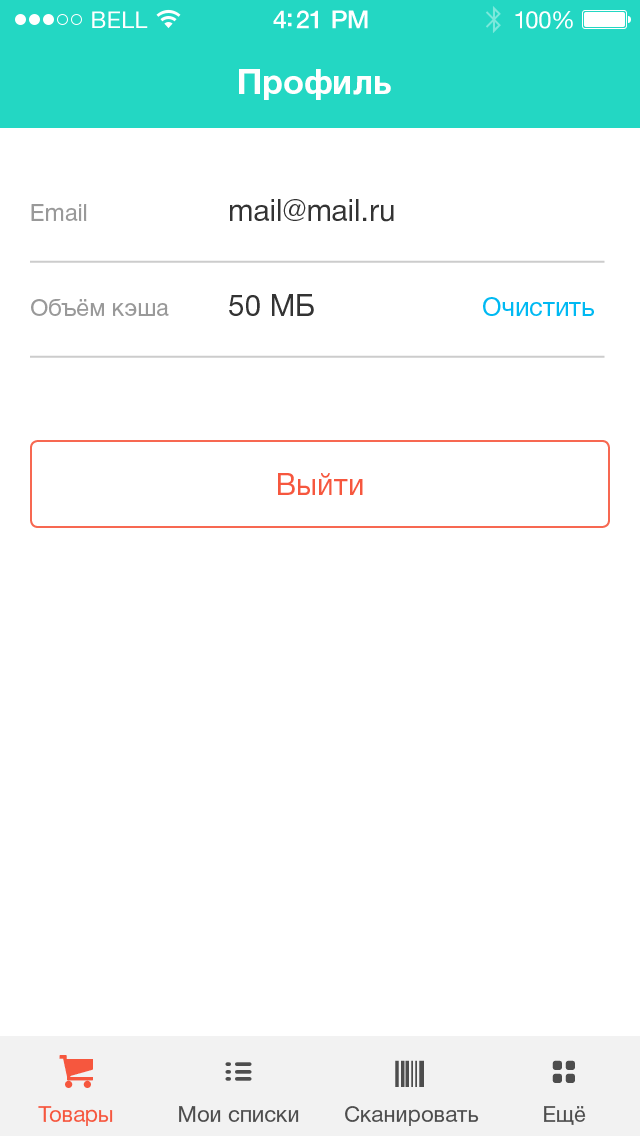 BELL 4:21 PM 100%
Профиль
Email mail@mail.ru
Объём кэша 50 МБ Очистить
Выйти
Товары Мои списки Сканировать Ещё